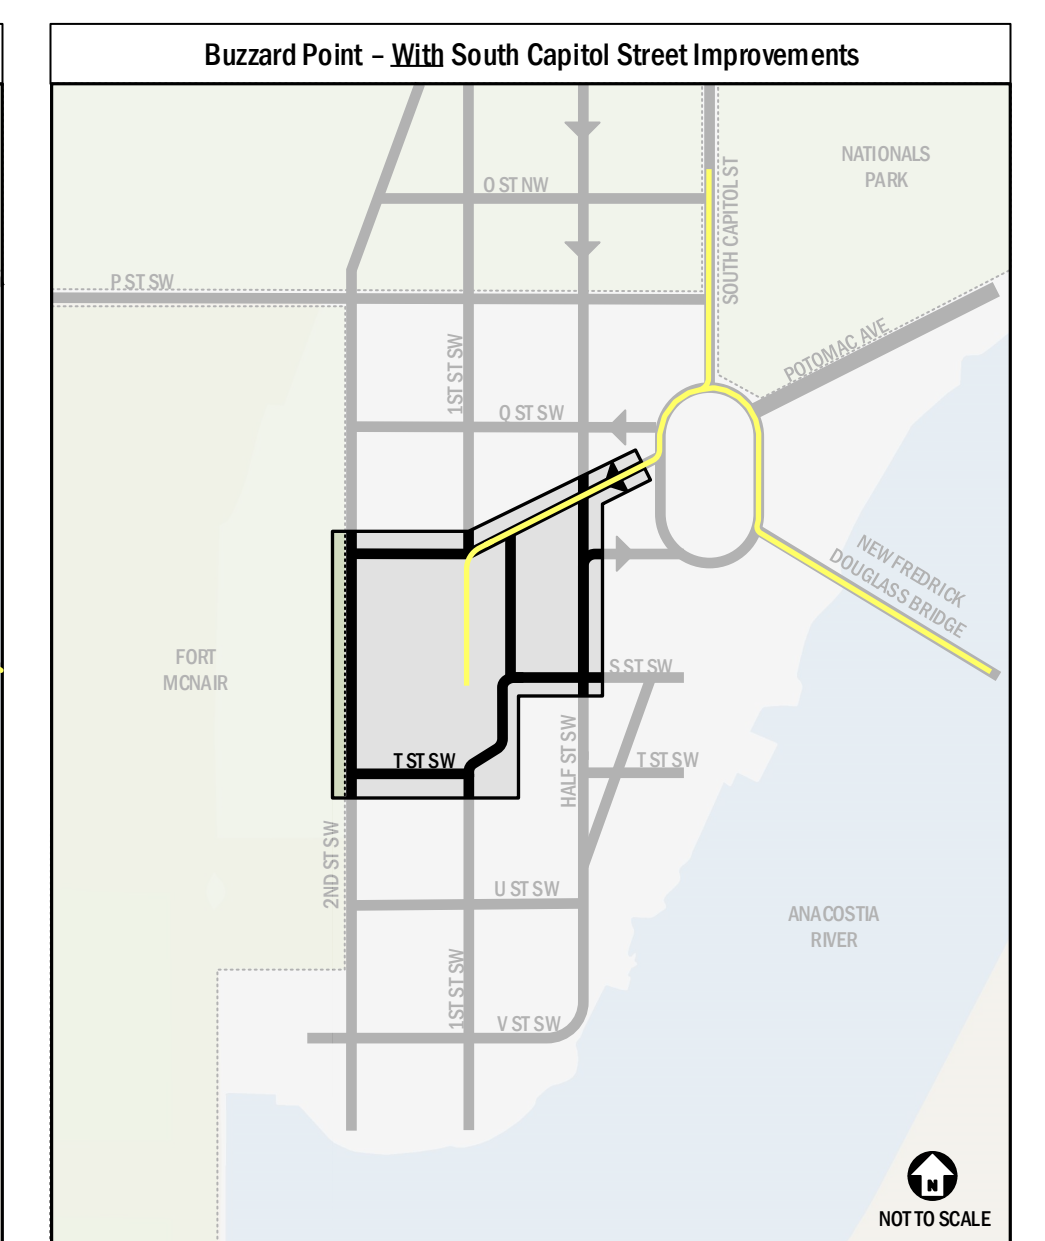 Buzzard Point – With South Capitol Street Improvements
NATIONALS
PARK
O ST NW
SOUTH CAPITOL ST
P ST SW
POTOMAC AVE
1ST ST SW
Q ST SW
NEW FREDRICK
DOUGLASS BRIDGE
FORT
MCNAIR
S ST SW
T ST SW
T ST SW
HALF ST SW
2ND ST SW
U ST SW
ANACOSTIA
RIVER
1ST ST SW
V ST SW
N
NOT TO SCALE